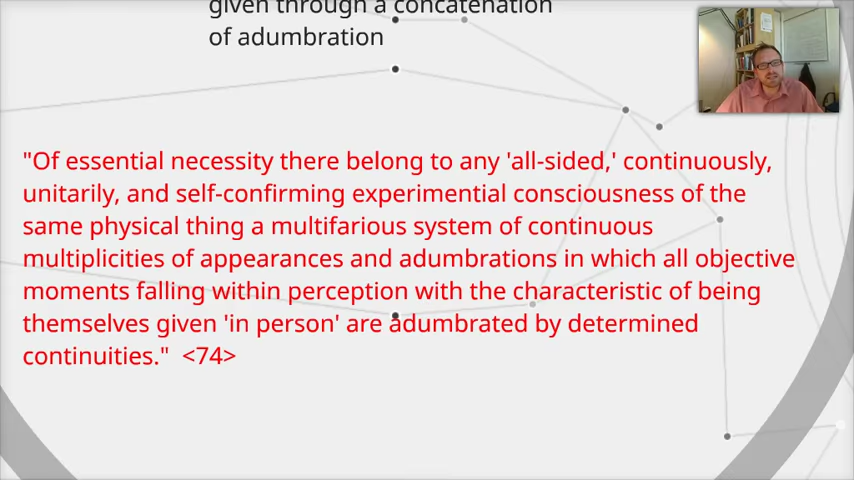 given through a concatenation
of adumbration
"Of essential necessity there belong to any 'all-sided,' continuously,
unitarily, and self-confirming experimental consciousness of the
same physical thing a multifarious system of continuous
multiplicities of appearances and adumbrations in which all objective
moments falling within perception with the characteristic of being
themselves given 'in person' are adumbrated by determined
continuities." <74>